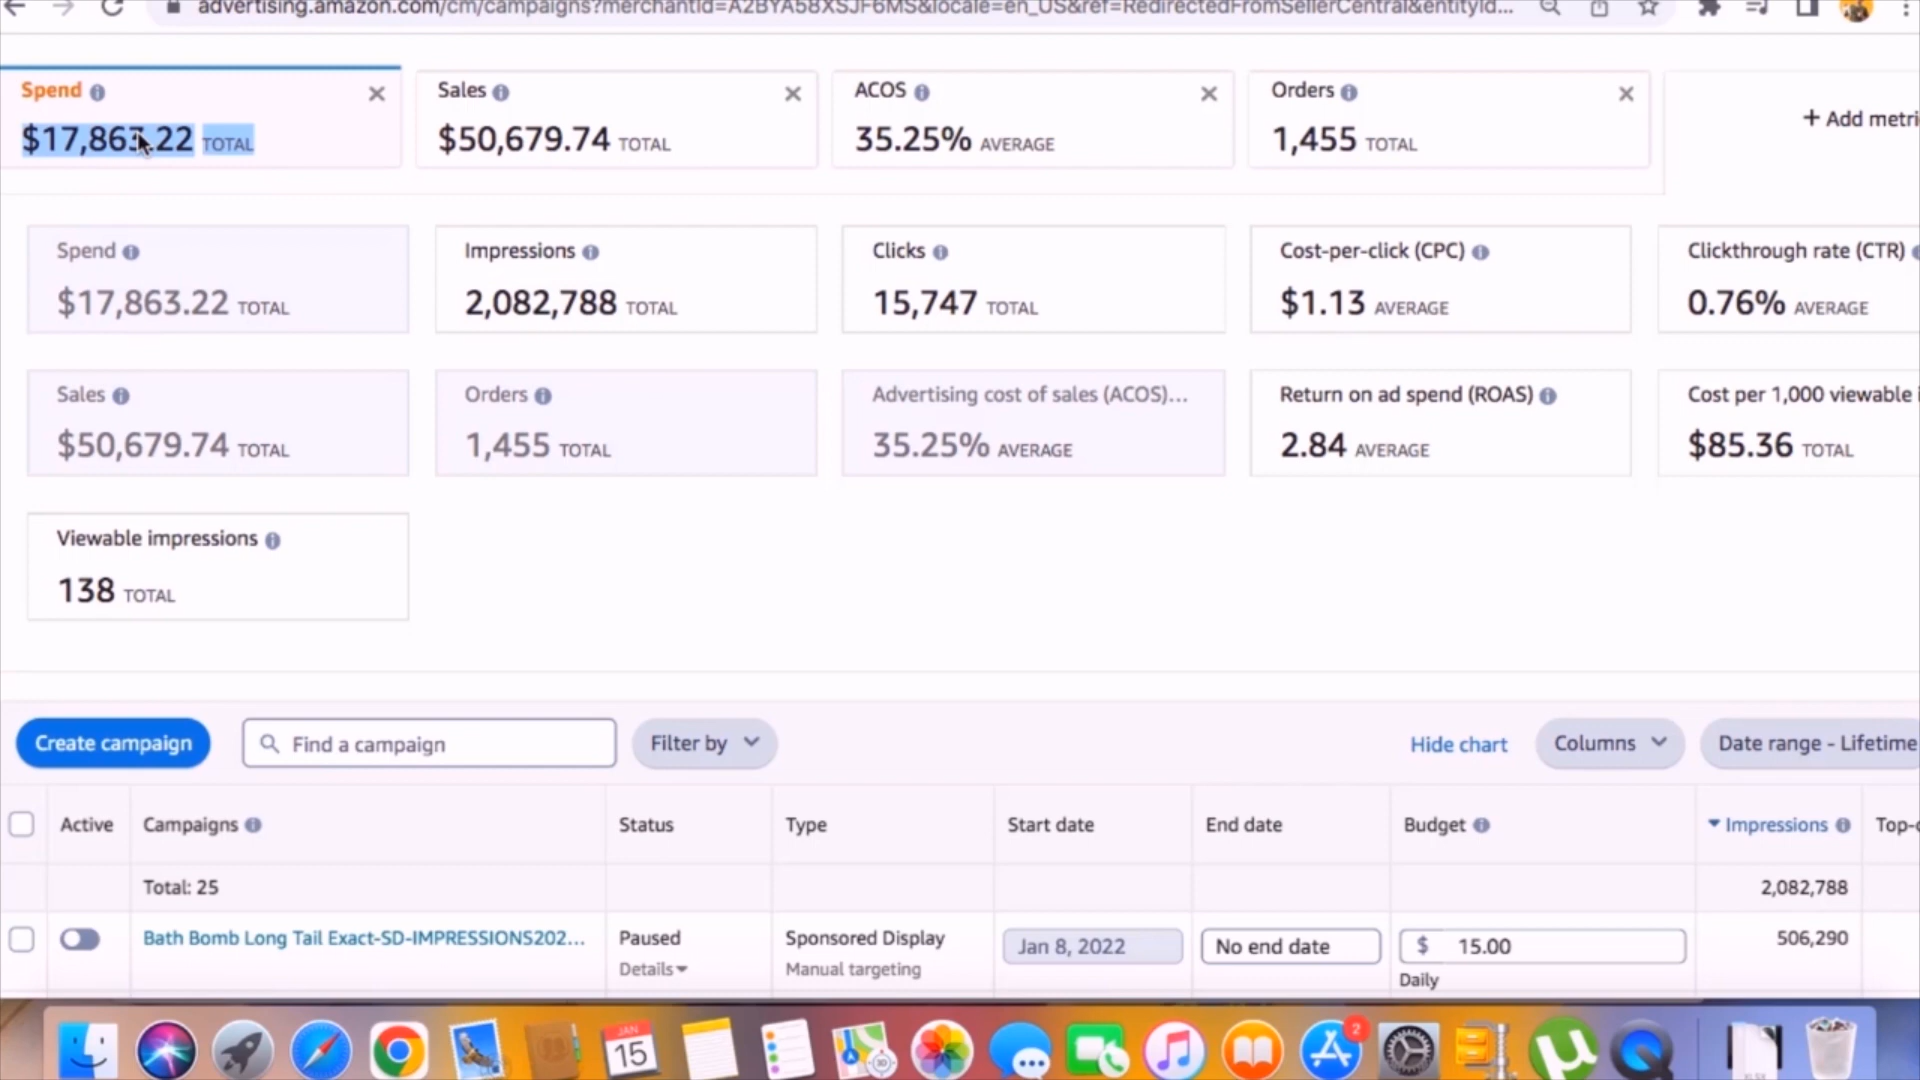 advertising.amazon.com/cm/campaigns?merchantId=A2BYA58XSJF6MS&locale=en_US&ref=RedirectedFromSellerCentral&entityId...
Spend
$17,863.22 TOTAL
Sales
$50,679.74 TOTAL
ACOS
35.25% AVERAGE
Orders
1,455 TOTAL
+ Add metri
Spend
$17,863.22 TOTAL
Impressions
2,082,788 TOTAL
Clicks
15,747 TOTAL
Cost-per-click (CPC)
$1.13 AVERAGE
Clickthrough rate (CTR)
0.76% AVERAGE
Sales
$50,679.74 TOTAL
Orders
1,455 TOTAL
Advertising cost of sales (ACOS)...
35.25% AVERAGE
Return on ad spend (ROAS)
2.84 AVERAGE
Cost per 1,000 viewable i
$85.36 TOTAL
Viewable impressions
138 TOTAL
Create campaign
Find a campaign
Filter by
Hide chart
Columns
Date range - Lifetime
Active
Campaigns
Status
Type
Start date
End date
Budget
Impressions
Top-o
Total: 25
2,082,788
Bath Bomb Long Tail Exact-SD-IMPRESSIONS202...
Paused
Details
Sponsored Display
Manual targeting
Jan 8, 2022
No end date
$ 15.00
Daily
506,290
JAN
15
2
XLSX